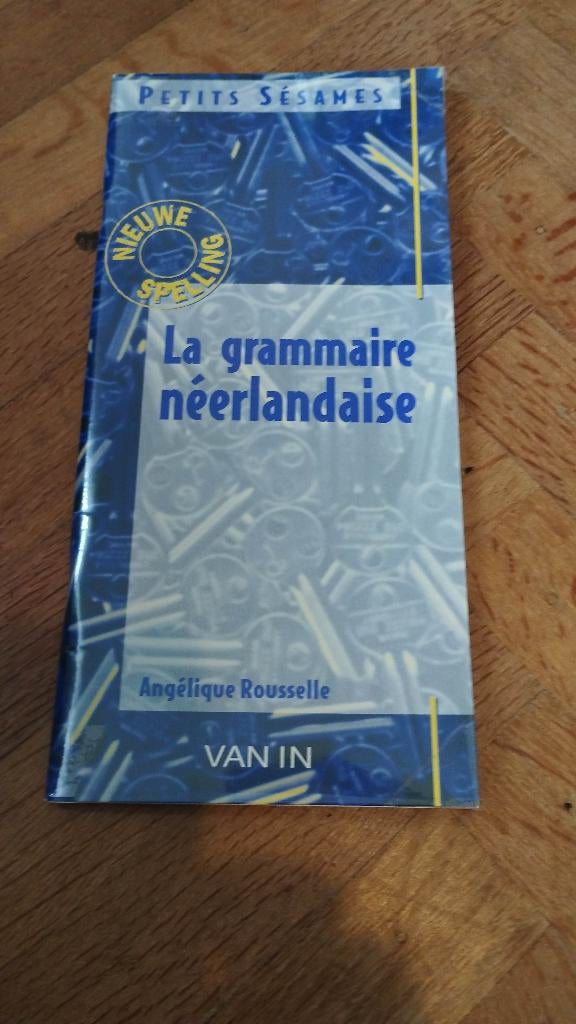 PETITS SÉSAMES
NIEUWE
SPELLING
La grammaire
néerlandaise
Angélique Rousselle
VAN IN